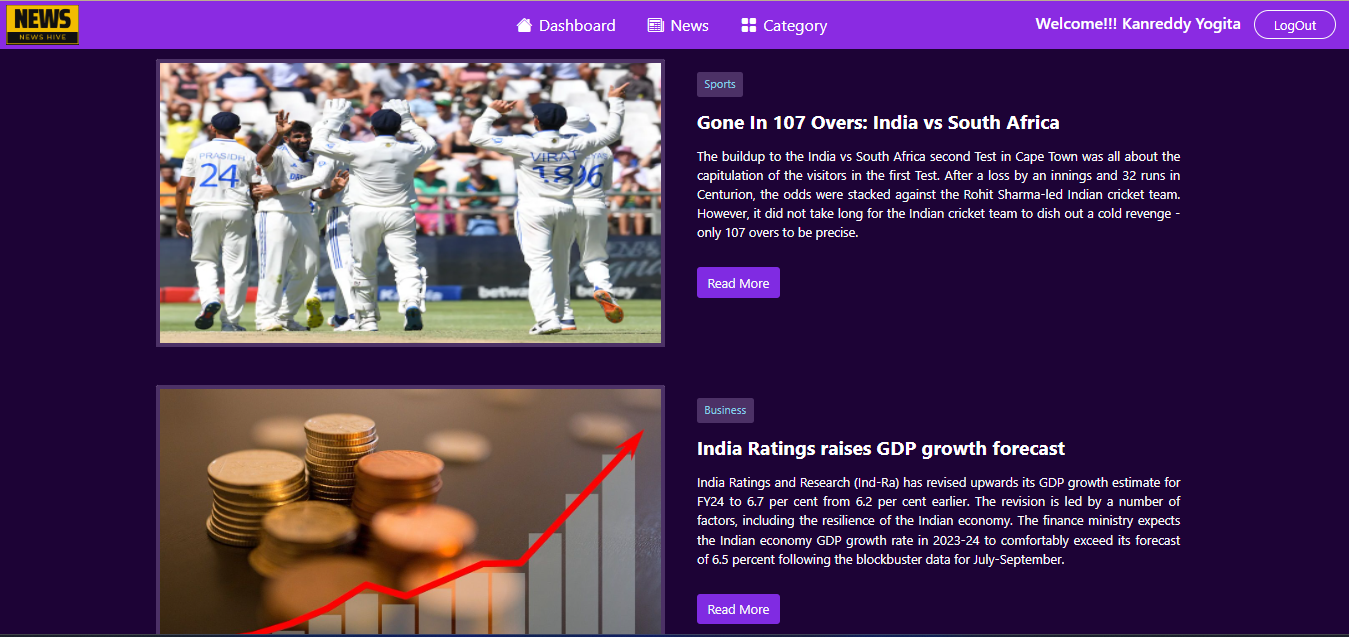 NEWS
NEWS HIVE
Dashboard
News
Category
Welcome!!! Kanreddy Yogita
LogOut
PRASIDH
24
VIRAT
Sports
Gone In 107 Overs: India vs South Africa
The buildup to the India vs South Africa second Test in Cape Town was all about the
capitulation of the visitors in the first Test. After a loss by an innings and 32 runs in
Centurion, the odds were stacked against the Rohit Sharma-led Indian cricket team.
However, it did not take long for the Indian cricket team to dish out a cold revenge -
only 107 overs to be precise.
Read More
Business
India Ratings raises GDP growth forecast
India Ratings and Research (Ind-Ra) has revised upwards its GDP growth estimate for
FY24 to 6.7 per cent from 6.2 per cent earlier. The revision is led by a number of
factors, including the resilience of the Indian economy. The finance ministry expects
the Indian economy GDP growth rate in 2023-24 to comfortably exceed its forecast
of 6.5 percent following the blockbuster data for July-September.
Read More